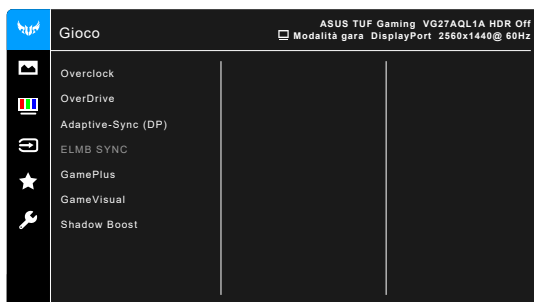 Gioco
ASUS TUF Gaming VG27AQL1A HDR Off
Modalità gara DisplayPort 2560x1440@ 60Hz
Overclock
OverDrive
Adaptive-Sync (DP)
ELMB SYNC
GamePlus
GameVisual
Shadow Boost